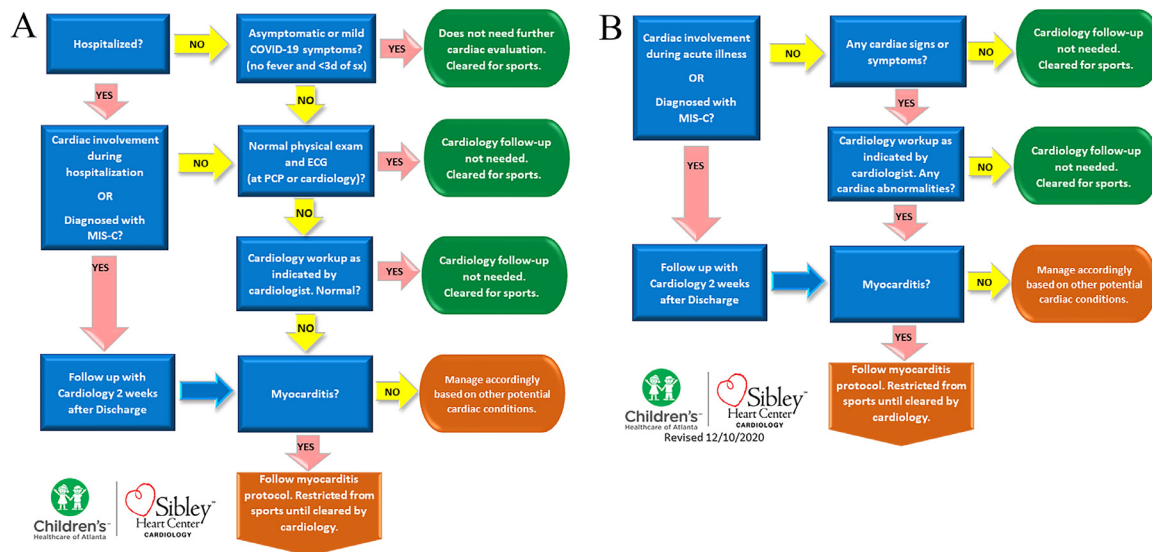 A
Hospitalized?
NO
Asymptomatic or mild
COVID-19 symptoms?
(no fever and <3d of sx)
YES
Does not need further
cardiac evaluation.
Cleared for sports.
YES
NO
Cardiac involvement
during
hospitalization
OR
Diagnosed with
MIS-C?
NO
Normal physical exam
and ECG
(at PCP or cardiology)?
YES
Cardiology follow-up
not needed.
Cleared for sports.
NO
YES
Cardiology workup as
indicated by
cardiologist. Normal?
YES
Cardiology follow-up
not needed.
Cleared for sports.
NO
Follow up with
Cardiology 2 weeks
after Discharge
Myocarditis?
NO
Manage accordingly
based on other potential
cardiac conditions.
YES
Follow myocarditis
protocol. Restricted from
sports until cleared by
cardiology.
Children's™
Healthcare of Atlanta
Sibley™
Heart Center
CARDIOLOGY
B
Cardiac involvement
during acute illness
OR
Diagnosed with
MIS-C?
NO
Any cardiac signs or
symptoms?
NO
Cardiology follow-up
not needed.
Cleared for sports.
YES
YES
Cardiology workup as
indicated by
cardiologist. Any
cardiac abnormalities?
NO
Cardiology follow-up
not needed.
Cleared for sports.
YES
Follow up with
Cardiology 2 weeks
after Discharge
Myocarditis?
NO
Manage accordingly
based on other potential
cardiac conditions.
YES
Follow myocarditis
protocol. Restricted from
sports until cleared by
cardiology.
Children's™
Healthcare of Atlanta
Sibley™
Heart Center
CARDIOLOGY
Revised 12/10/2020